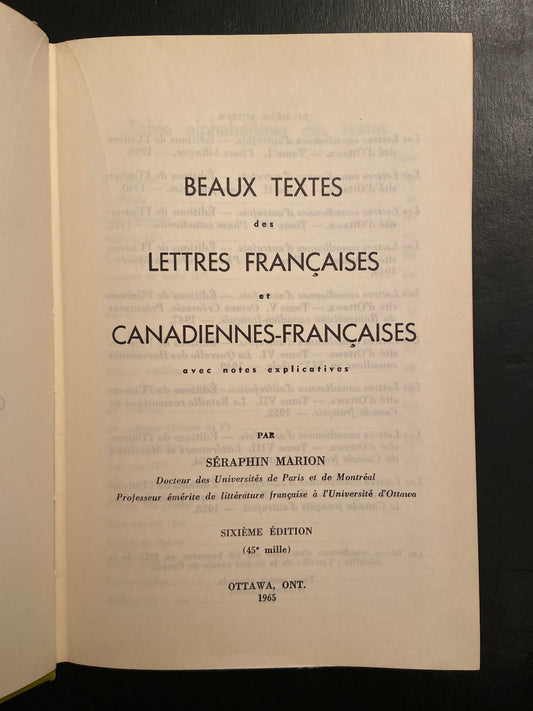 BEAUX TEXTES
des
LETTRES FRANÇAISES
et
CANADIENNES-FRANÇAISES
avec notes explicatives
PAR
SÉRAPHIN MARION
Docteur des Universités de Paris et de Montréal
Professeur émérite de littérature française à l'Université d'Ottawa
SIXIÈME ÉDITION
(45e mille)
OTTAWA, ONT.
1965